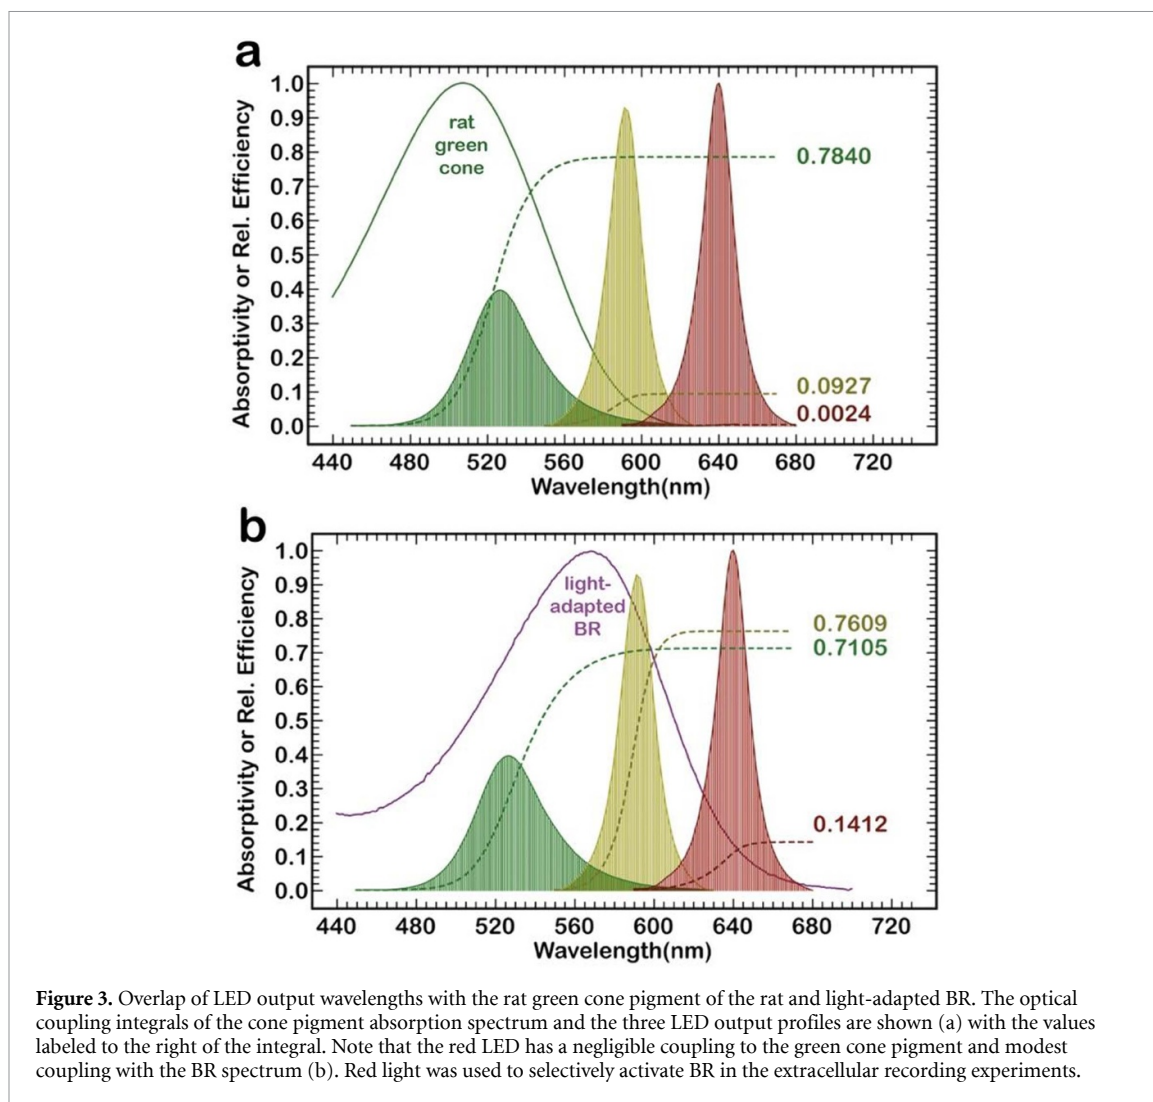 a
Absorptivity or Rel. Efficiency
1.0
0.9
0.8
0.7
0.6
0.5
0.4
0.3
0.2
0.1
0.0
rat
green
cone
0.7840
0.0927
0.0024
440 480 520 560 600 640 680 720
Wavelength(nm)
b
Absorptivity or Rel. Efficiency
1.0
0.9
0.8
0.7
0.6
0.5
0.4
0.3
0.2
0.1
0.0
light-
adapted
BR
0.7609
0.7105
0.1412
440 480 520 560 600 640 680 720
Wavelength(nm)
Figure 3. Overlap of LED output wavelengths with the rat green cone pigment of the rat and light-adapted BR. The optical
coupling integrals of the cone pigment absorption spectrum and the three LED output profiles are shown (a) with the values
labeled to the right of the integral. Note that the red LED has a negligible coupling to the green cone pigment and modest
coupling with the BR spectrum (b). Red light was used to selectively activate BR in the extracellular recording experiments.